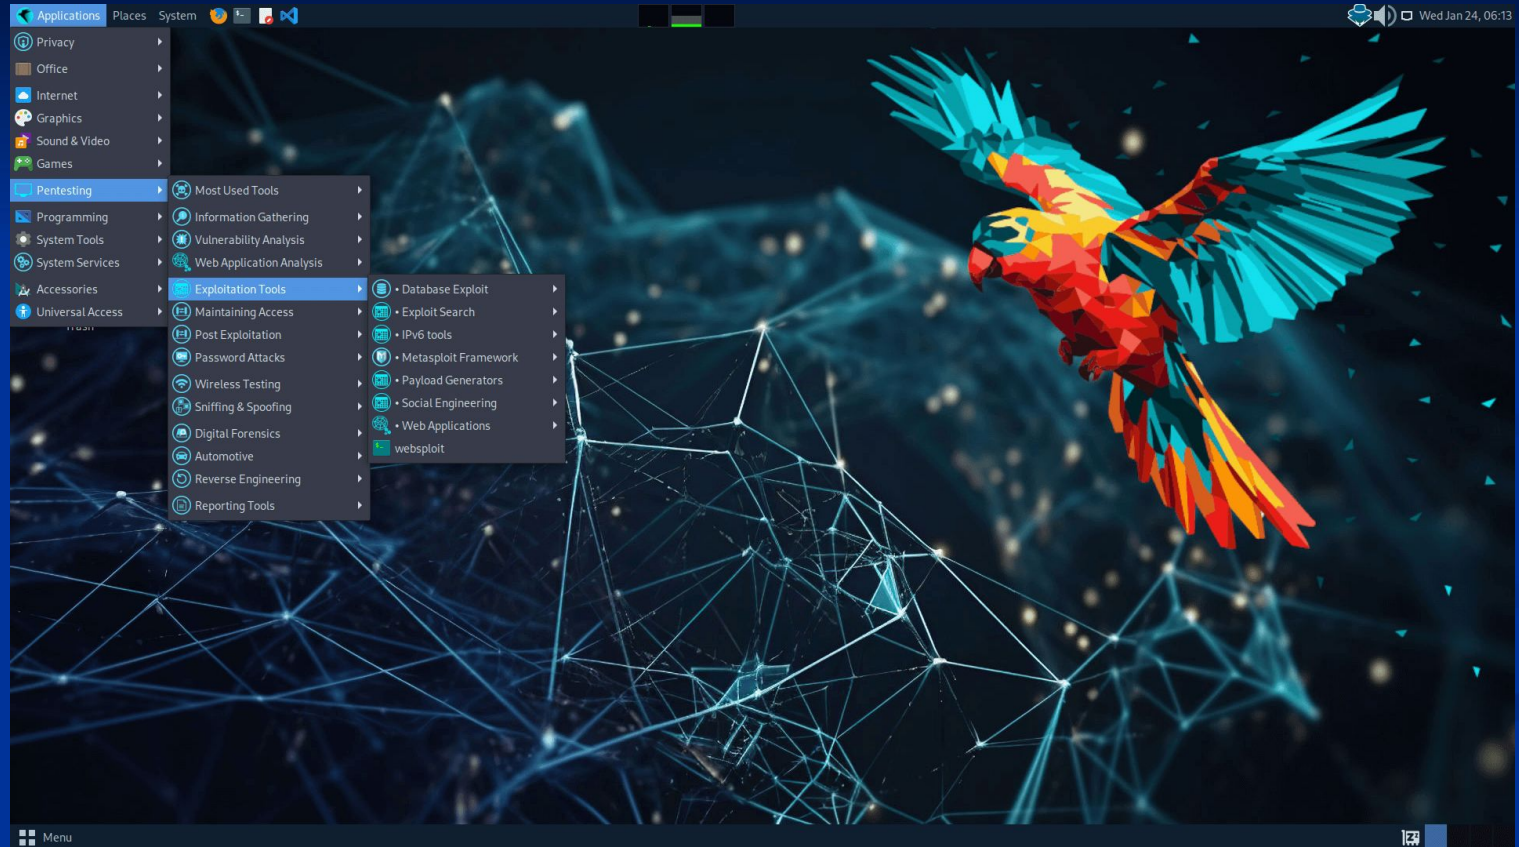 Applications Places System
Wed Jan 24, 06:13
Privacy
Office
Internet
Graphics
Sound & Video
Games
Pentesting
Programming
System Tools
System Services
Accessories
Universal Access
Trash
Most Used Tools
Information Gathering
Vulnerability Analysis
Web Application Analysis
Exploitation Tools
Maintaining Access
Post Exploitation
Password Attacks
Wireless Testing
Sniffing & Spoofing
Digital Forensics
Automotive
Reverse Engineering
Reporting Tools
• Database Exploit
• Exploit Search
• IPv6 tools
• Metasploit Framework
• Payload Generators
• Social Engineering
• Web Applications
websploit
Menu